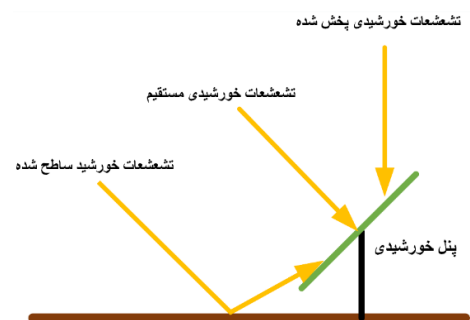 تشعشعات خورشیدی پخش شده
تشعشعات خورشیدی مستقیم
تشعشعات خورشید ساطح شده
پنل خورشیدی